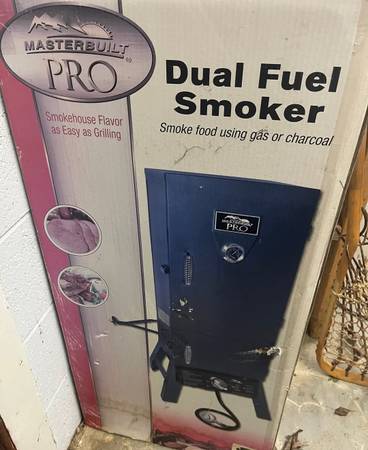 MASTERBUILT®
PRO
Smokehouse Flavor
as Easy as Grilling
Dual Fuel
Smoker
Smoke food using gas or charcoal
MASTERBUILT
PRO